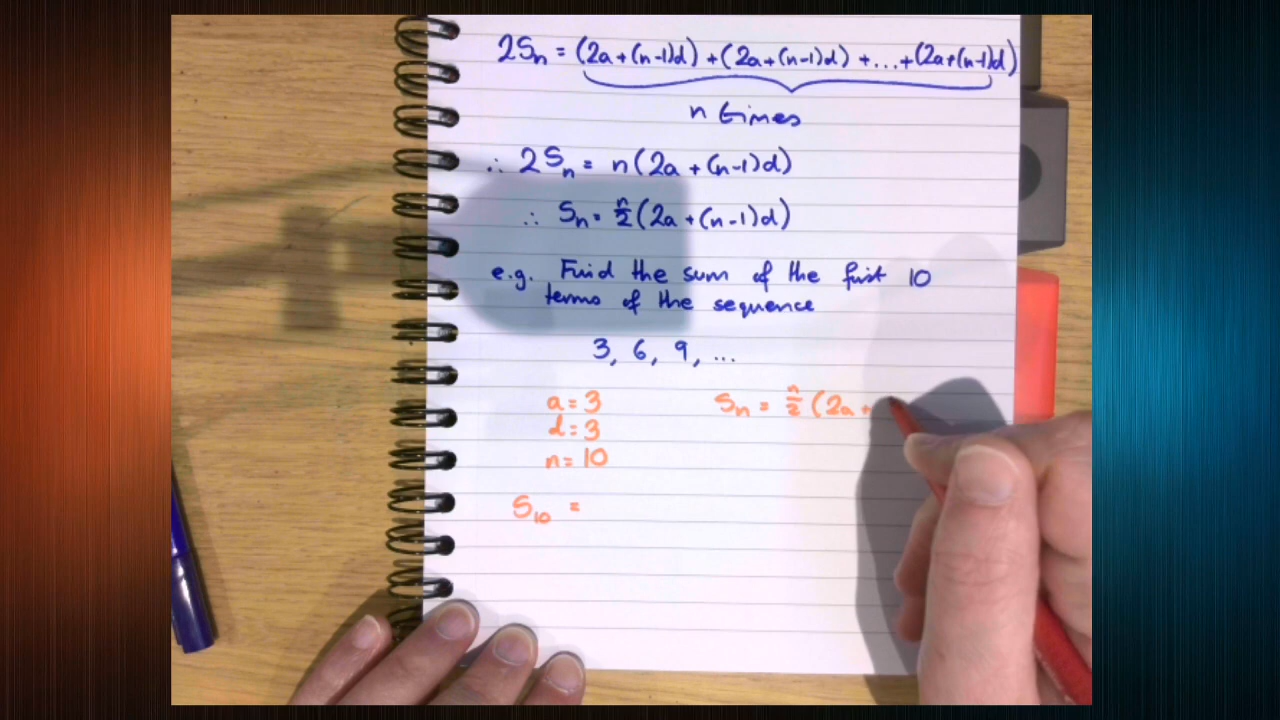 2Sn = (2a+(n-1)d) + (2a+(n-1)d) + ... + (2a+(n-1)d)
n times
∴ 2Sn = n(2a+(n-1)d)
∴ Sn = n/2 (2a+(n-1)d)
e.g. Find the sum of the first 10
terms of the sequence
3, 6, 9, ...
a = 3
d = 3
n = 10
Sn = n/2 (2a +
S10 =